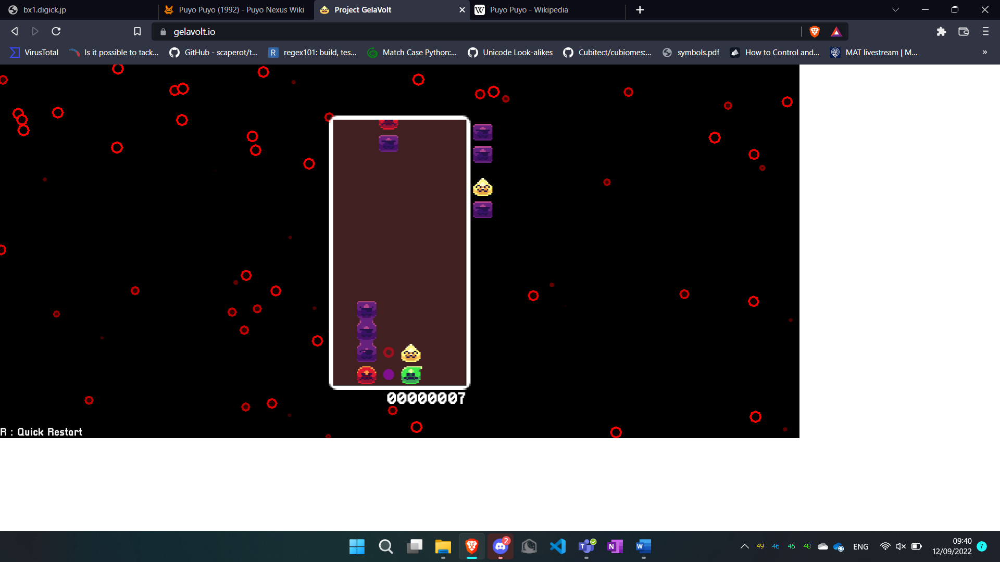 bx1.digick.jp
Puyo Puyo (1992) - Puyo Nexus Wiki
Project GelaVolt
W
Puyo Puyo - Wikipedia
gelavolt.io
VirusTotal
Is it possible to tack...
GitHub - scaperot/t...
R
regex101: build, tes...
Match Case Python:...
Unicode Look-alikes
Cubitect/cubiomes:...
symbols.pdf
How to Control and...
MAT livestream | M...
»
00000007
R : Quick Restart
2
T
N
W
49
46
46
48
ENG
09:40
12/09/2022
7